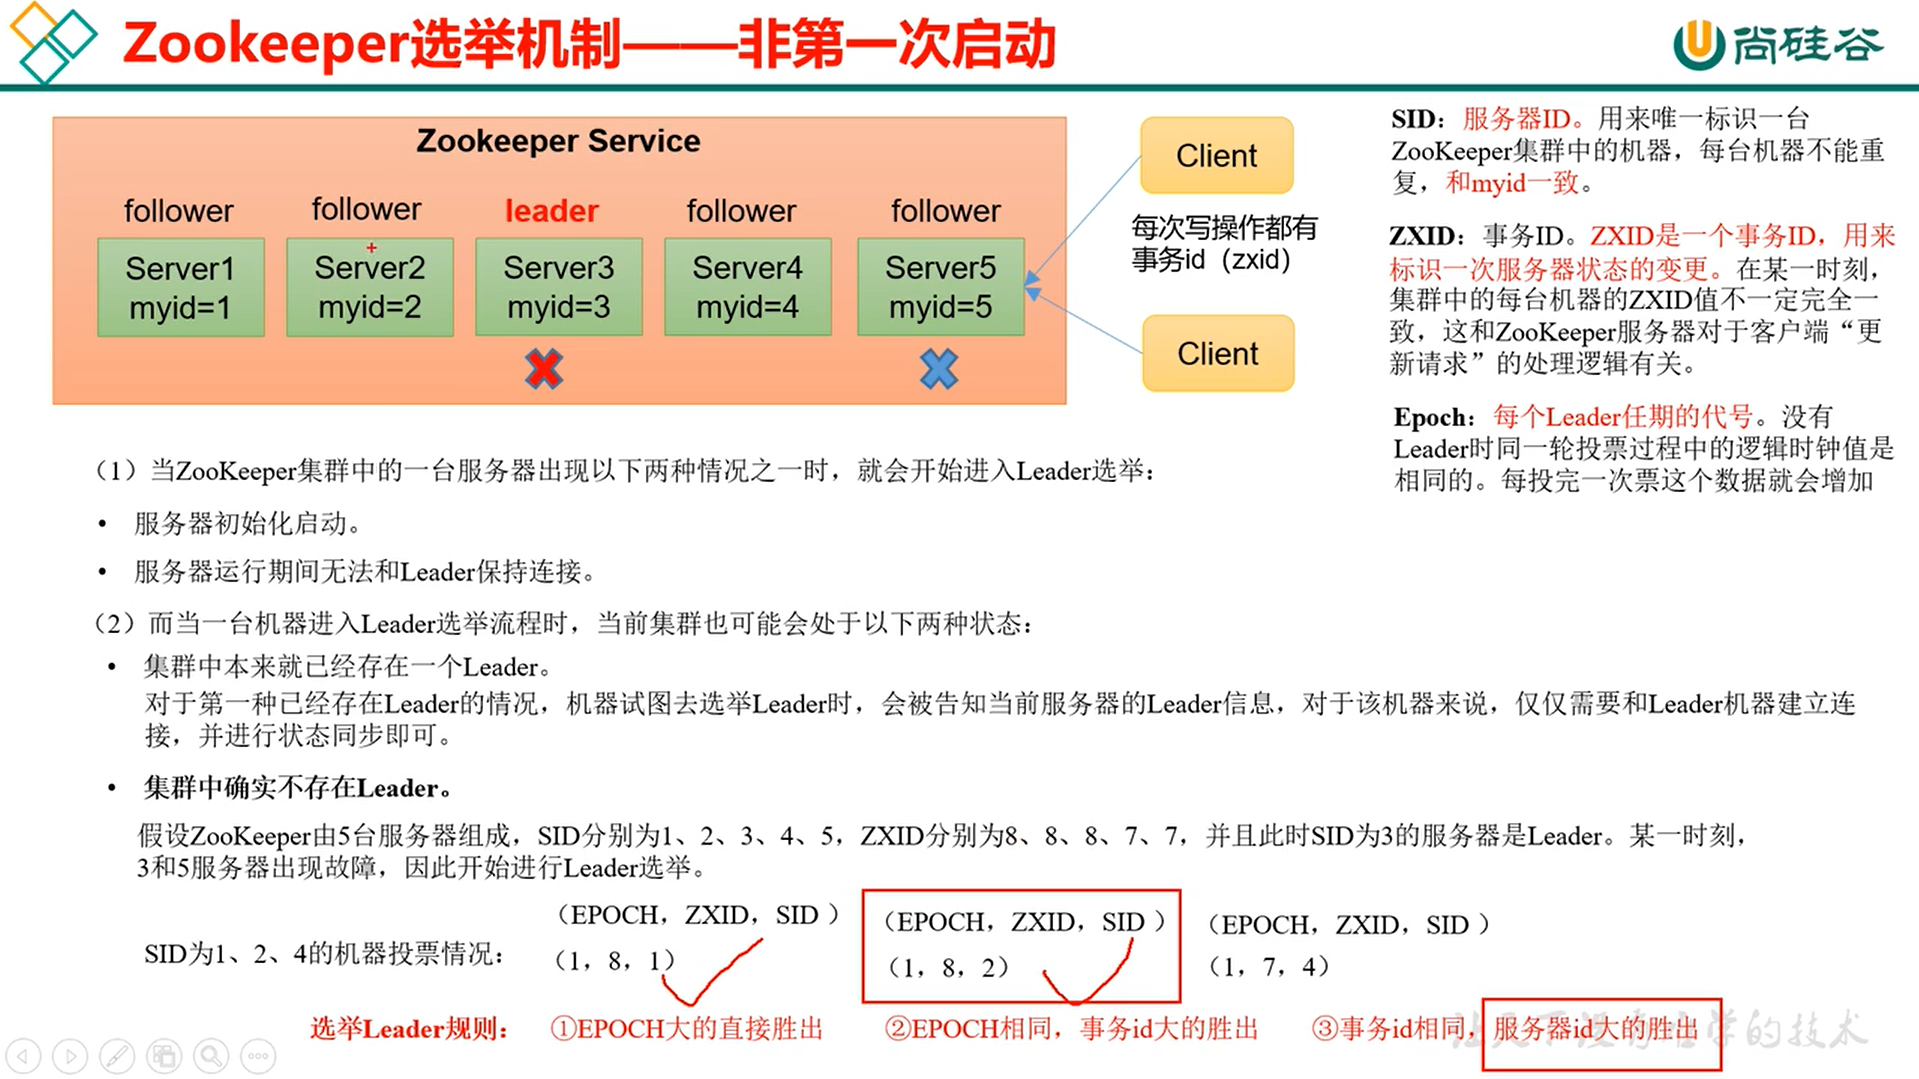 Zookeeper选举机制——非第一次启动
尚硅谷
Zookeeper Service
follower
follower
leader
follower
follower
Server1
myid=1
Server2
myid=2
Server3
myid=3
Server4
myid=4
Server5
myid=5
Client
每次写操作都有
事务id（zxid）
Client
SID：服务器ID。用来唯一标识一台
ZooKeeper集群中的机器，每台机器不能重
复，和myid一致。
ZXID：事务ID。ZXID是一个事务ID，用来
标识一次服务器状态的变更。在某一时刻，
集群中的每台机器的ZXID值不一定完全一
致，这和ZooKeeper服务器对于客户端“更
新请求”的处理逻辑有关。
Epoch：每个Leader任期的代号。没有
Leader时同一轮投票过程中的逻辑时钟值是
相同的。每投完一次票这个数据就会增加
（1）当ZooKeeper集群中的一台服务器出现以下两种情况之一时，就会开始进入Leader选举：
• 服务器初始化启动。
• 服务器运行期间无法和Leader保持连接。
（2）而当一台机器进入Leader选举流程时，当前集群也可能会处于以下两种状态：
• 集群中本来就已经存在一个Leader。
对于第一种已经存在Leader的情况，机器试图去选举Leader时，会被告知当前服务器的Leader信息，对于该机器来说，仅仅需要和Leader机器建立连
接，并进行状态同步即可。
• 集群中确实不存在Leader。
假设ZooKeeper由5台服务器组成，SID分别为1、2、3、4、5，ZXID分别为8、8、8、7、7，并且此时SID为3的服务器是Leader。某一时刻，
3和5服务器出现故障，因此开始进行Leader选举。
（EPOCH，ZXID，SID ）
（EPOCH，ZXID，SID ）
（EPOCH，ZXID，SID ）
SID为1、2、4的机器投票情况：
（1，8，1）
（1，8，2）
（1，7，4）
选举Leader规则：
①EPOCH大的直接胜出
②EPOCH相同，事务id大的胜出
③事务id相同，服务器id大的胜出
让天下没有难学的技术